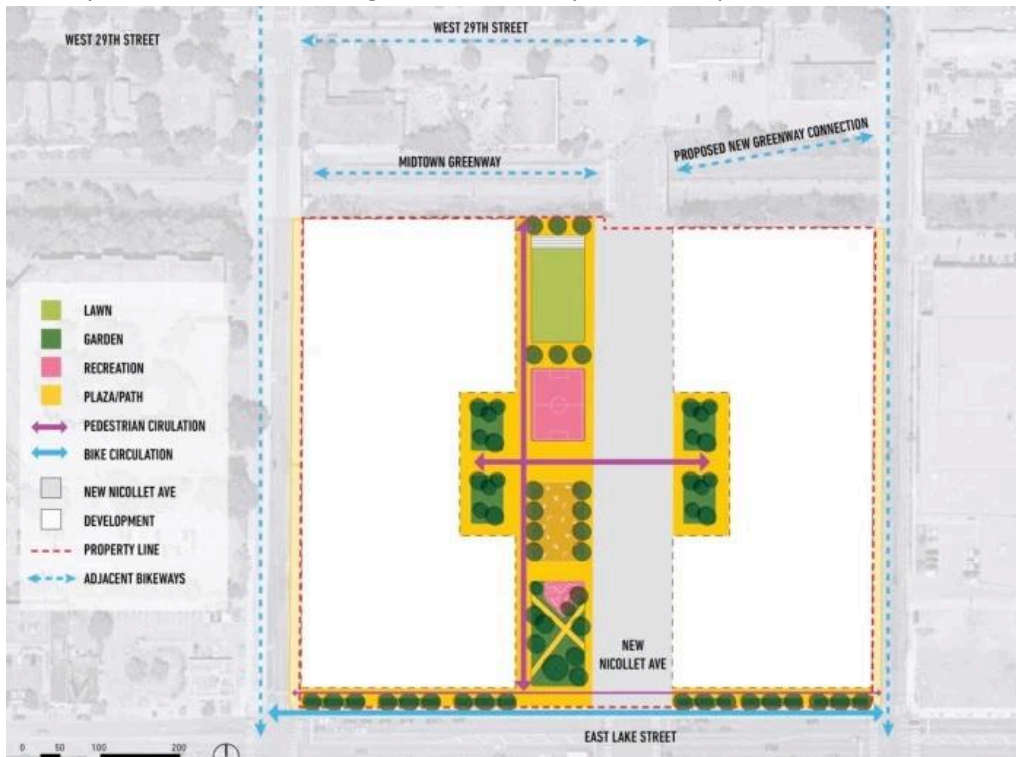 WEST 29TH STREET
WEST 29TH STREET
MIDTOWN GREENWAY
PROPOSED NEW GREENWAY CONNECTION
LAWN
GARDEN
RECREATION
PLAZA/PATH
PEDESTRIAN CIRULATION
BIKE CIRCULATION
NEW NICOLLET AVE
DEVELOPMENT
PROPERTY LINE
ADJACENT BIKEWAYS
NEW
NICOLLET AVE
EAST LAKE STREET
0 50 100 200